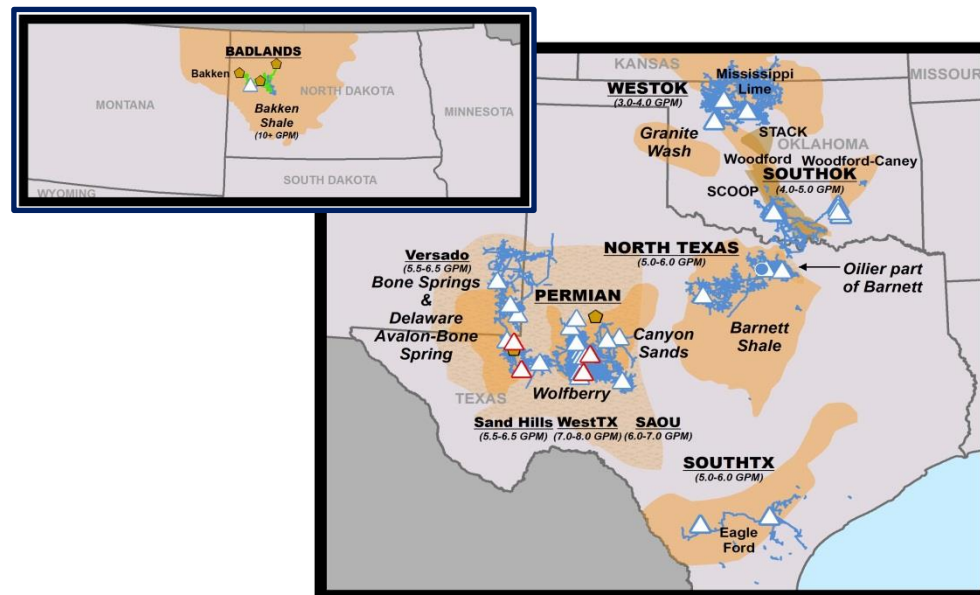 BADLANDS
Bakken
MONTANA
NORTH DAKOTA
Bakken
Shale
(10+ GPM)
MINNESOTA
SOUTH DAKOTA
WYOMING
KANSAS
MISSOUR
WESTOK
(3.0-4.0 GPM)
Mississippi
Lime
Granite
Wash
STACK
OKLAHOMA
Woodford
Woodford-Caney
SOUTHOK
(4.0-5.0 GPM)
SCOOP
Versado
(5.5-6.5 GPM)
Bone Springs
&
Delaware
Avalon-Bone
Spring
NORTH TEXAS
(5.0-6.0 GPM)
Oilier part
of Barnett
PERMIAN
Canyon
Sands
Barnett
Shale
Wolfberry
TEXAS
Sand Hills
(5.5-6.5 GPM)
WestTX
(7.0-8.0 GPM)
SAOU
(6.0-7.0 GPM)
SOUTHTX
(5.0-6.0 GPM)
Eagle
Ford